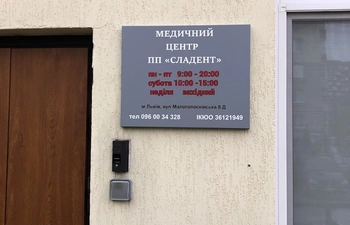 МЕДИЧНИЙ
ЦЕНТР
ПП «СЛАДЕНТ»
пн - пт 9:00 - 20:00
субота 10:00 -15:00
неділя вихідний
м Львів, вул Малоголосківська 8 Д
тел 096 00 34 328 ІКЮО 36121949